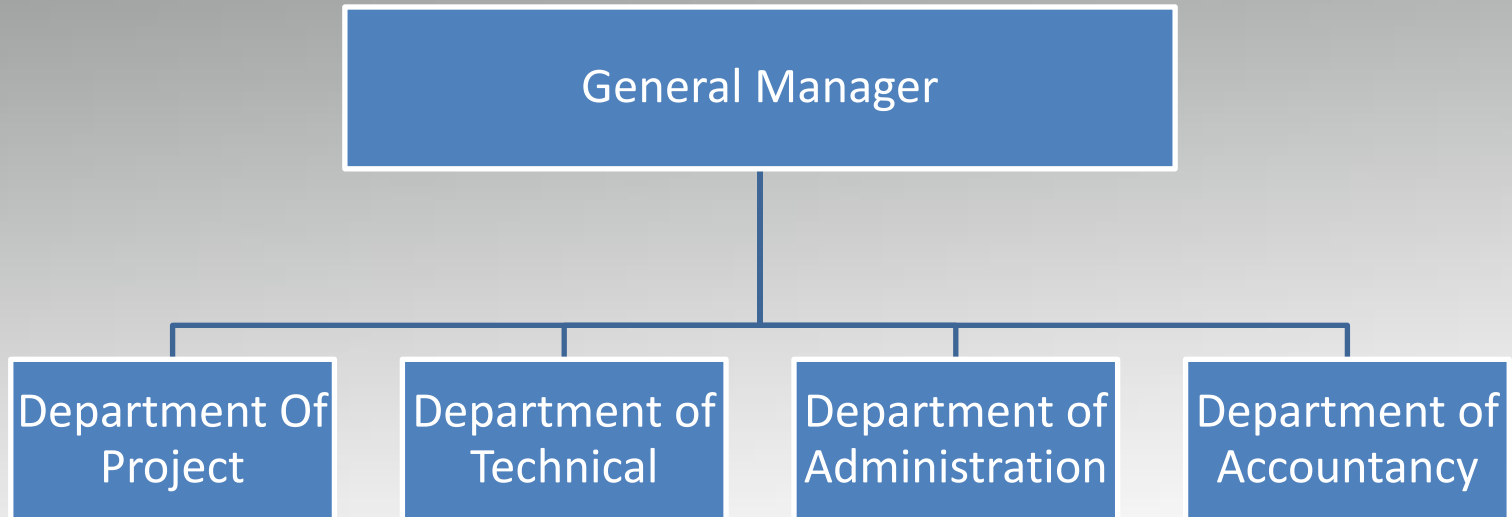 General Manager
Department Of
Project
Department of
Technical
Department of
Administration
Department of
Accountancy